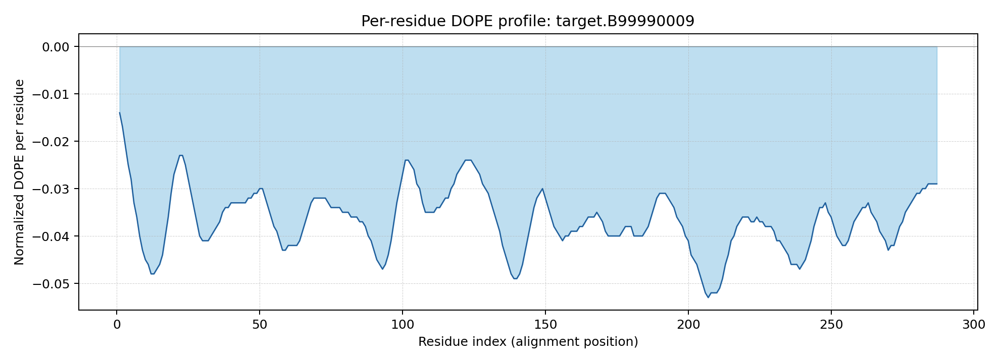 Per-residue DOPE profile: target.B99990009
Normalized DOPE per residue
0.00
−0.01
−0.02
−0.03
−0.04
−0.05
0 50 100 150 200 250 300
Residue index (alignment position)